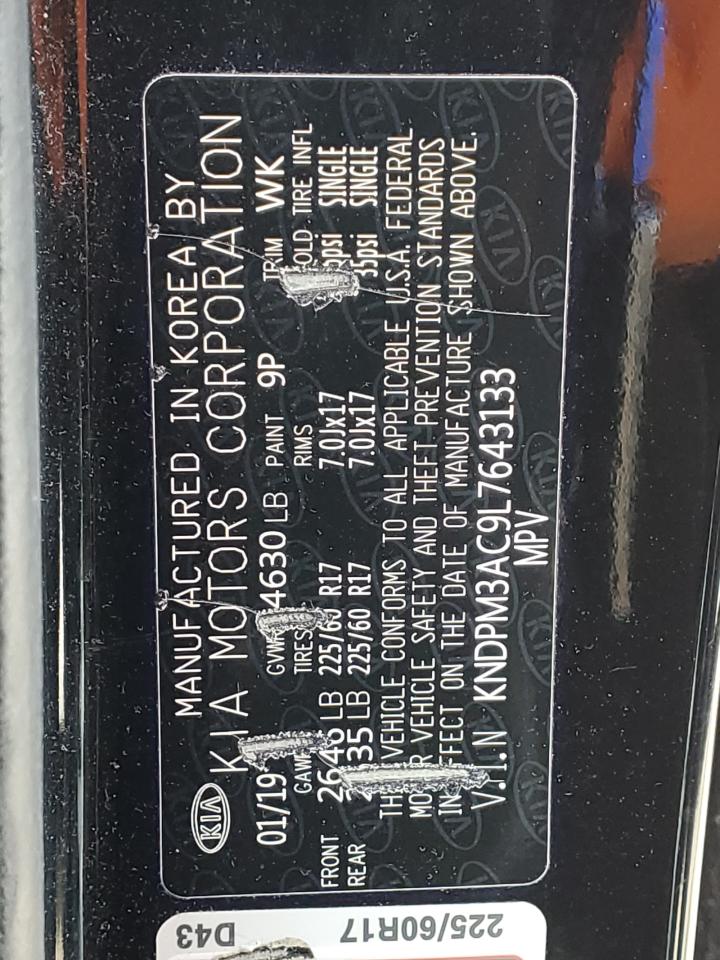 MANUFACTURED IN KOREA BY
KIA KIA MOTORS CORPORATION
01/19 GVWR 4630 LB PAINT 9P TRIM WK
TIRES RIMS TIRE INFL
FRONT LB 225/60 R17 7.0Jx17 SINGLE
REAR LB 225/60 R17 7.0Jx17 35psi SINGLE
VEHICLE CONFORMS TO ALL APPLICABLE U.S.A. FEDERAL
VEHICLE SAFETY AND THEFT PREVENTION STANDARDS
ON THE DATE OF MANUFACTURE SHOWN ABOVE.
V.I.N KNDPM3AC9L7643133
MPV
D43
225/60R17